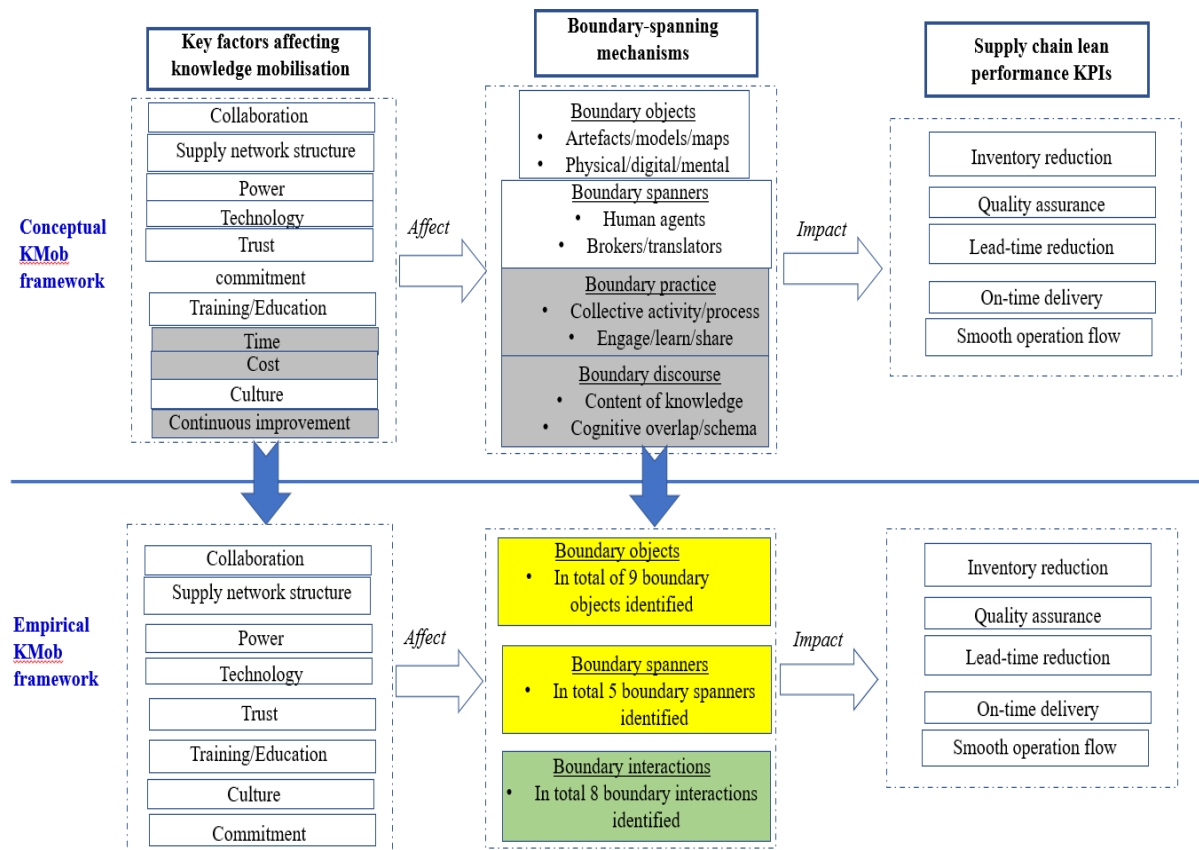 Key factors affecting
knowledge mobilisation
Boundary-spanning
mechanisms
Supply chain lean
performance KPIs
Conceptual
KMob
framework
Collaboration
Supply network structure
Power
Technology
Trust
commitment
Training/Education
Time
Cost
Culture
Continuous improvement
Affect
Boundary objects
• Artefacts/models/maps
• Physical/digital/mental
Boundary spanners
• Human agents
• Brokers/translators
Boundary practice
• Collective activity/process
• Engage/learn/share
Boundary discourse
• Content of knowledge
• Cognitive overlap/schema
Impact
Inventory reduction
Quality assurance
Lead-time reduction
On-time delivery
Smooth operation flow
Empirical
KMob
framework
Collaboration
Supply network structure
Power
Technology
Trust
Training/Education
Culture
Commitment
Affect
Boundary objects
• In total of 9 boundary
objects identified
Boundary spanners
• In total 5 boundary spanners
identified
Boundary interactions
• In total 8 boundary interactions
identified
Impact
Inventory reduction
Quality assurance
Lead-time reduction
On-time delivery
Smooth operation flow